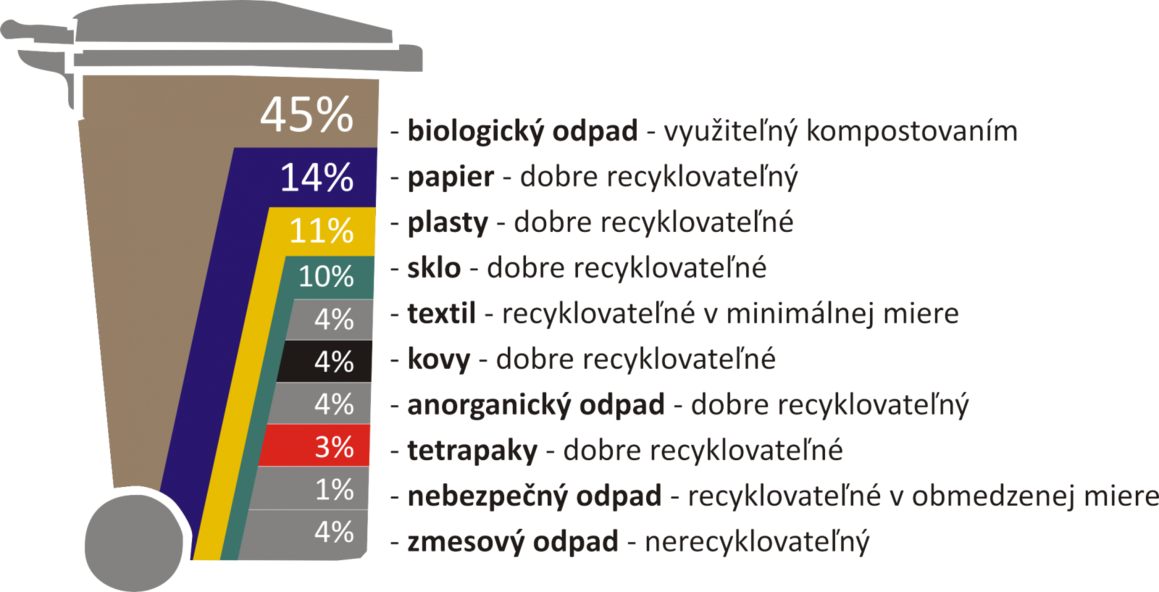 45% - biologický odpad - využiteľný kompostovaním
14% - papier - dobre recyklovateľný
11% - plasty - dobre recyklovateľné
10% - sklo - dobre recyklovateľné
4% - textil - recyklovateľné v minimálnej miere
4% - kovy - dobre recyklovateľné
4% - anorganický odpad - dobre recyklovateľný
3% - tetrapaky - dobre recyklovateľné
1% - nebezpečný odpad - recyklovateľné v obmedzenej miere
4% - zmesový odpad - nerecyklovateľný